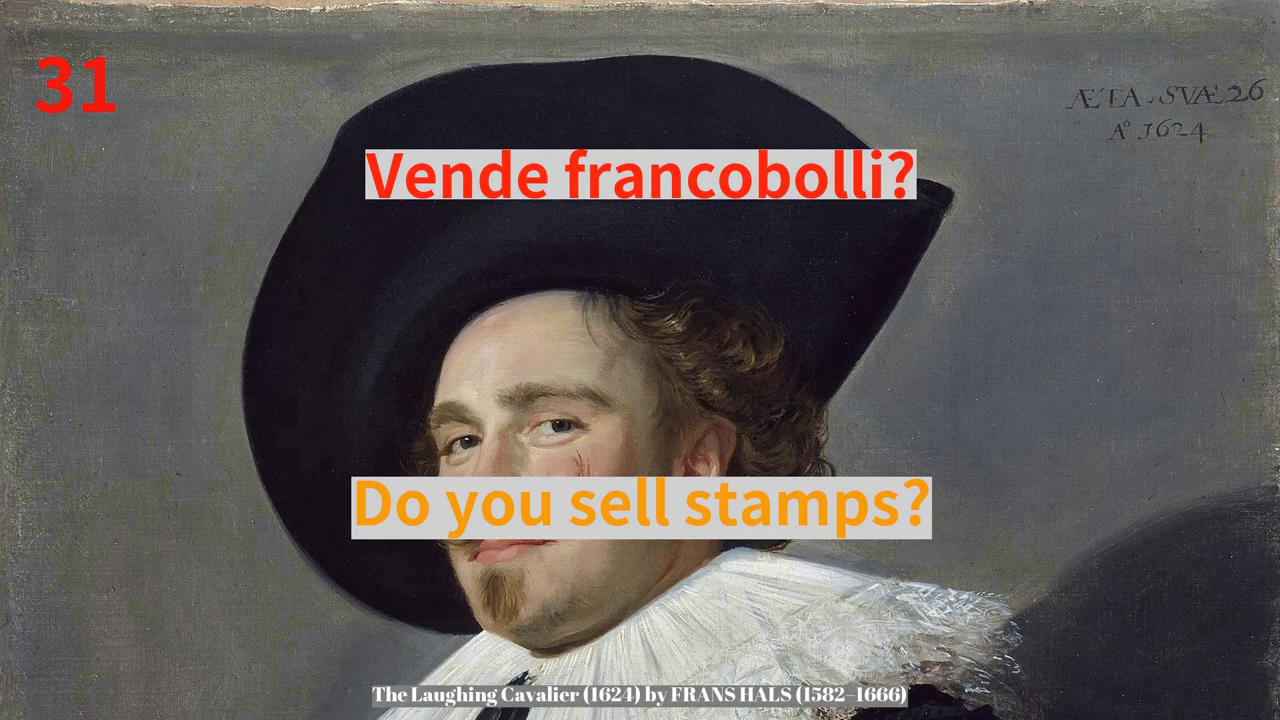 31
ÆTA . SVÆ 26
A° 1624
Vende francobolli?
Do you sell stamps?
The Laughing Cavalier (1624) by FRANS HALS (1582–1666)